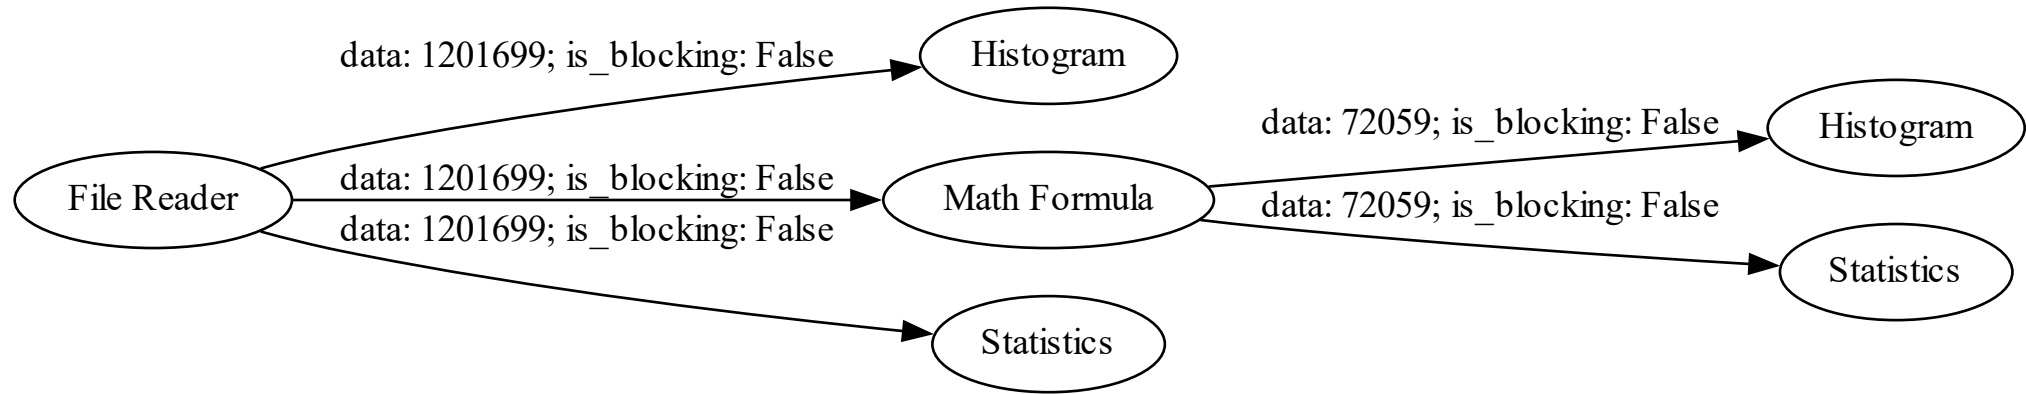 data: 1201699; is_blocking: False
Histogram
data: 72059; is_blocking: False
Histogram
File Reader
data: 1201699; is_blocking: False
Math Formula
data: 1201699; is_blocking: False
data: 72059; is_blocking: False
Statistics
Statistics